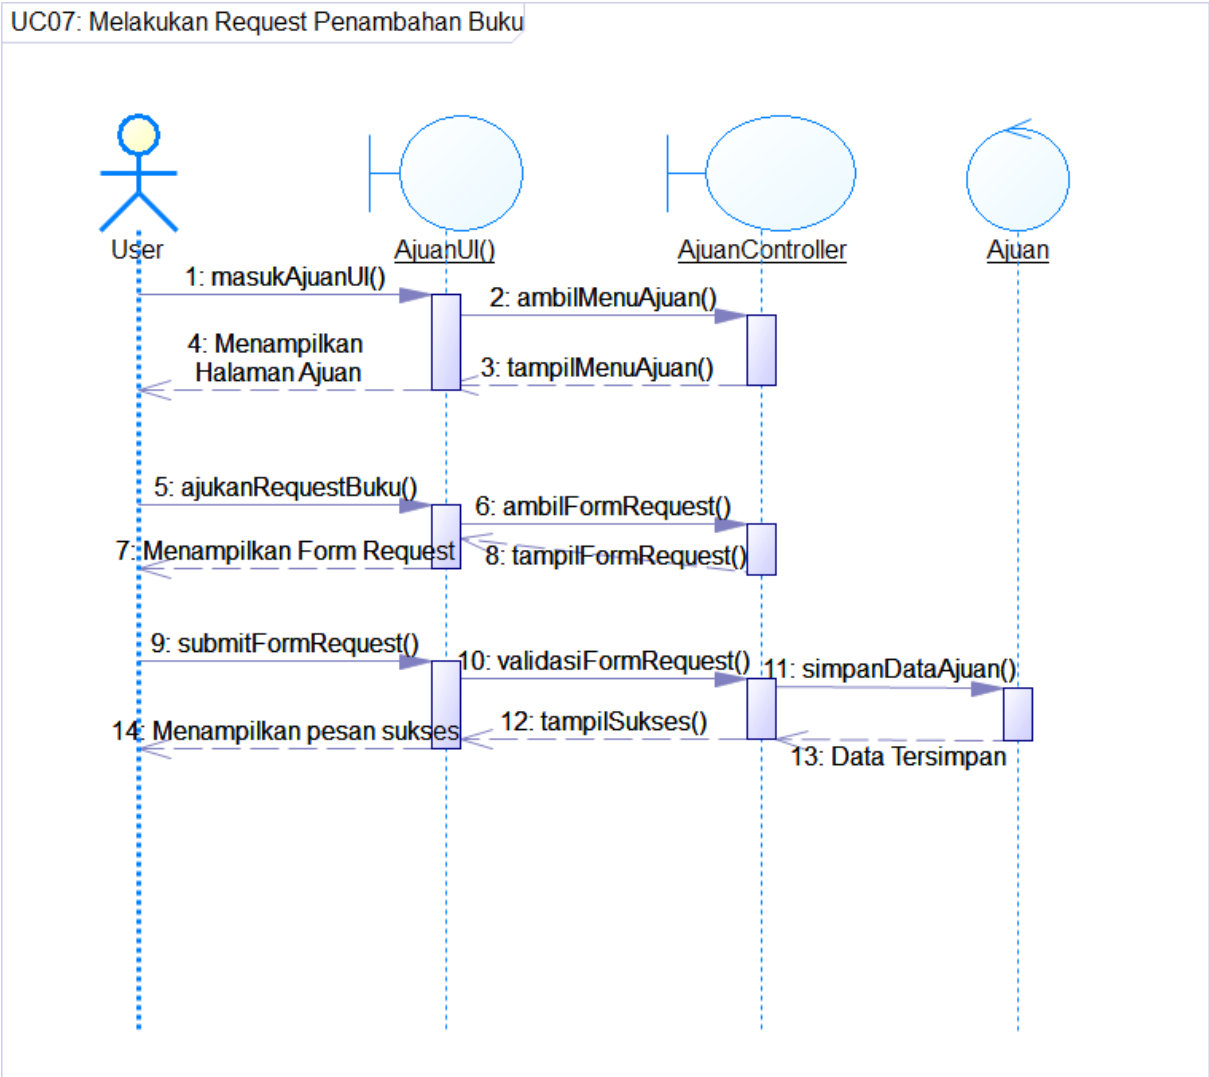 UC07: Melakukan Request Penambahan Buku
User
AjuanUI()
AjuanController
Ajuan
1: masukAjuanUI()
2: ambilMenuAjuan()
3: tampilMenuAjuan()
4: Menampilkan
Halaman Ajuan
5: ajukanRequestBuku()
6: ambilFormRequest()
7: Menampilkan Form Request
8: tampilFormRequest()
9: submitFormRequest()
10: validasiFormRequest()
11: simpanDataAjuan()
12: tampilSukses()
13: Data Tersimpan
14: Menampilkan pesan sukses